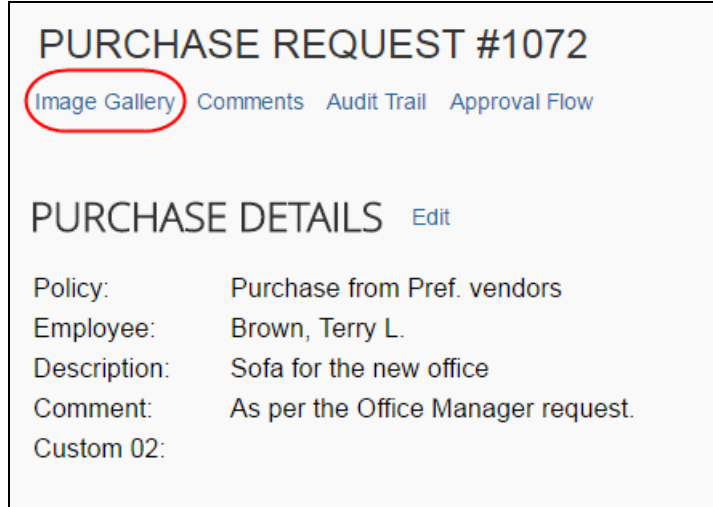 PURCHASE REQUEST #1072
Image Gallery Comments Audit Trail Approval Flow
PURCHASE DETAILS Edit
Policy: Purchase from Pref. vendors
Employee: Brown, Terry L.
Description: Sofa for the new office
Comment: As per the Office Manager request.
Custom 02: